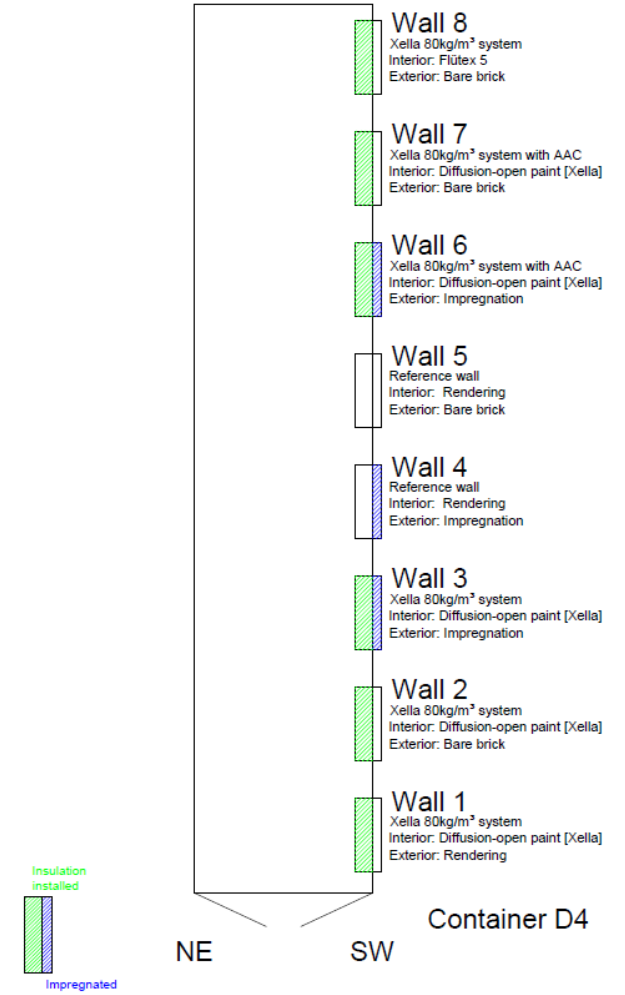 Wall 8
Xella 80kg/m³ system
Interior: Flütex 5
Exterior: Bare brick
Wall 7
Xella 80kg/m³ system with AAC
Interior: Diffusion-open paint [Xella]
Exterior: Bare brick
Wall 6
Xella 80kg/m³ system with AAC
Interior: Diffusion-open paint [Xella]
Exterior: Impregnation
Wall 5
Reference wall
Interior: Rendering
Exterior: Bare brick
Wall 4
Reference wall
Interior: Rendering
Exterior: Impregnation
Wall 3
Xella 80kg/m³ system
Interior: Diffusion-open paint [Xella]
Exterior: Impregnation
Wall 2
Xella 80kg/m³ system
Interior: Diffusion-open paint [Xella]
Exterior: Bare brick
Wall 1
Xella 80kg/m³ system
Interior: Diffusion-open paint [Xella]
Exterior: Rendering
Insulation
installed
Impregnated
Container D4
NE SW